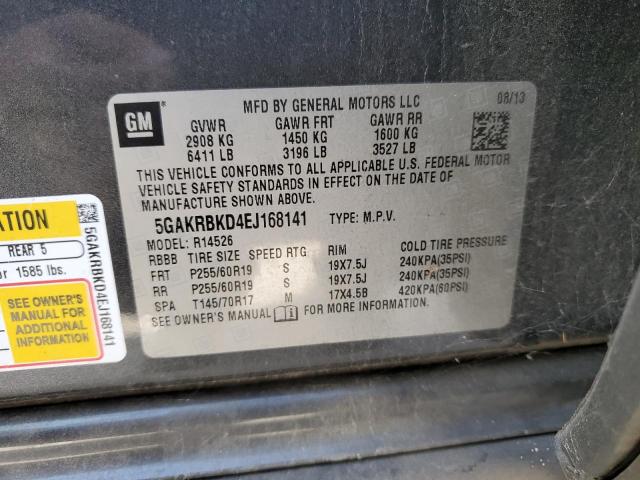 GM
MFD BY GENERAL MOTORS LLC 08/13
GVWR GAWR FRT GAWR RR
2908 KG 1450 KG 1600 KG
6411 LB 3196 LB 3527 LB
THIS VEHICLE CONFORMS TO ALL APPLICABLE U.S. FEDERAL MOTOR
VEHICLE SAFETY STANDARDS IN EFFECT ON THE DATE OF
MANUFACTURE SHOWN ABOVE.
5GAKRBKD4EJ168141 TYPE: M.P.V.
MODEL: R14526
RBBB TIRE SIZE SPEED RTG RIM COLD TIRE PRESSURE
FRT P255/60R19 S 19X7.5J 240KPA(35PSI)
RR P255/60R19 S 19X7.5J 240KPA(35PSI)
SPA T145/70R17 M 17X4.5B 420KPA(60PSI)
SEE OWNER'S MANUAL FOR MORE INFORMATION
REAR 5
or 1585 lbs.
SEE OWNER'S
MANUAL FOR
ADDITIONAL
INFORMATION
5GAKRBKD4EJ168141